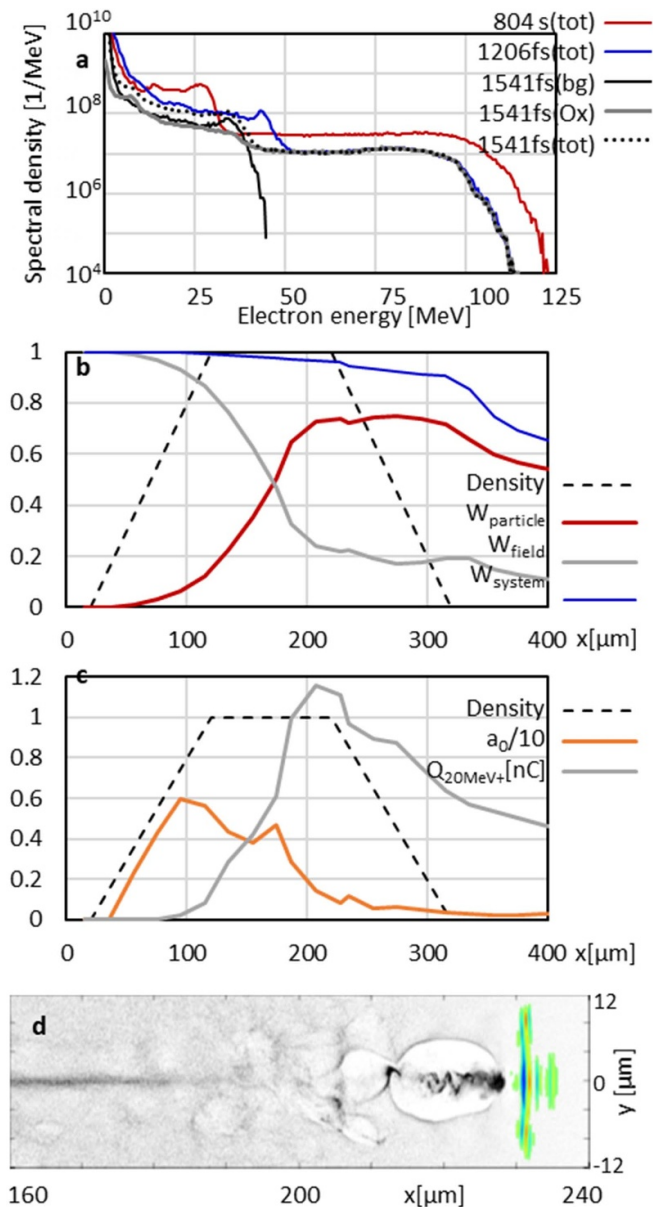 10^10
10^8
10^6
10^4
Spectral density [1/MeV]
a
804 s(tot)
1206fs(tot)
1541fs(bg)
1541fs(Ox)
1541fs(tot)
0 25 50 75 100 125
Electron energy [MeV]
b
1
0.8
0.6
0.4
0.2
0
Density
W_particle
W_field
W_system
0 100 200 300 400 x[μm]
c
1.2
1
0.8
0.6
0.4
0.2
0
Density
a_0/10
Q_20MeV+[nC]
0 100 200 300 400 x[μm]
d
12
0
-12
y [μm]
160 200 x[μm] 240